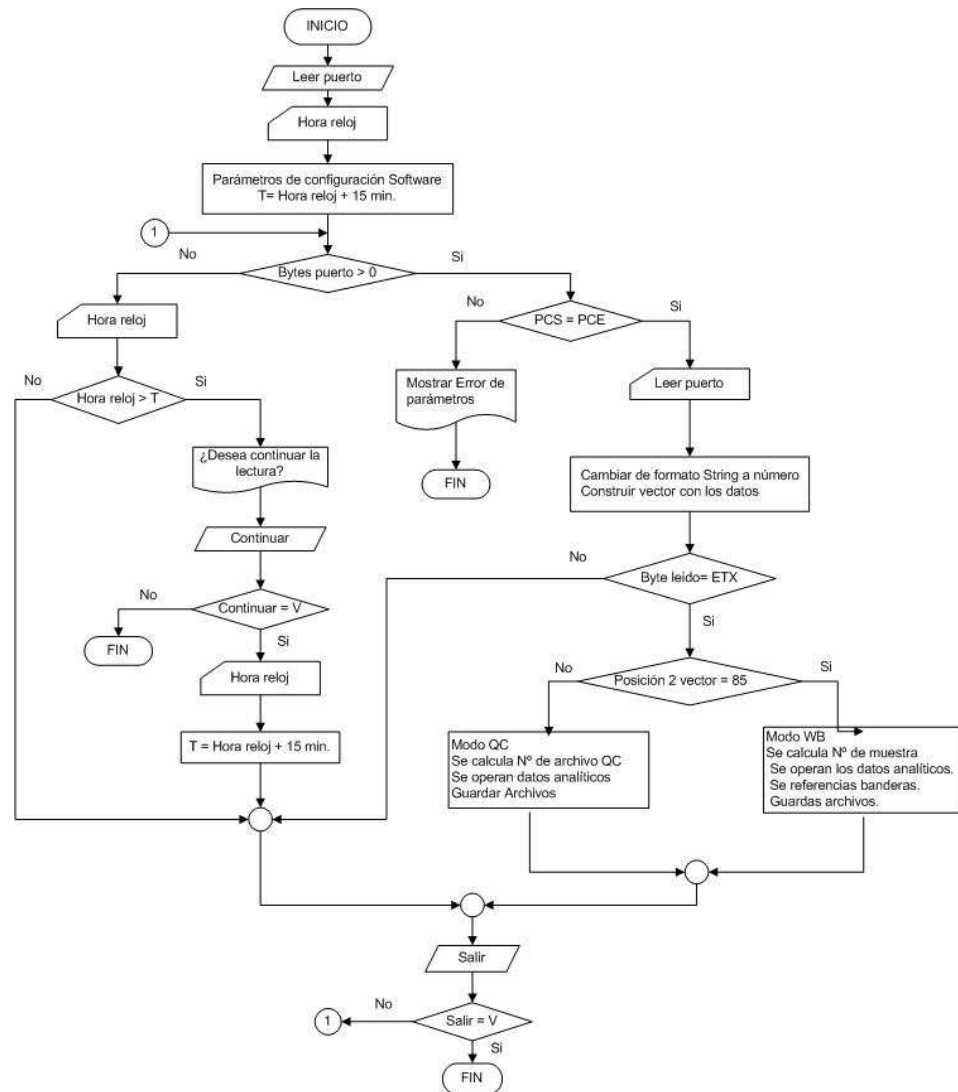 INICIO
Leer puerto
Hora reloj
Parámetros de configuración Software
T= Hora reloj + 15 min.
1
No
Si
Bytes puerto > 0
Hora reloj
No
Si
PCS = PCE
No
Si
Hora reloj > T
Mostrar Error de
parámetros
Leer puerto
¿Desea continuar la
lectura?
FIN
Cambiar de formato String a número
Construir vector con los datos
Continuar
No
Byte leido= ETX
No
Continuar = V
Si
FIN
Si
Hora reloj
No
Posición 2 vector = 85
Si
T = Hora reloj + 15 min.
Modo QC
Se calcula Nº de archivo QC
Se operan datos analíticos
Guardar Archivos
Modo WB
Se calcula Nº de muestra
Se operan los datos analíticos.
Se referencias banderas.
Guardas archivos.
Salir
No
1
Salir = V
Si
FIN